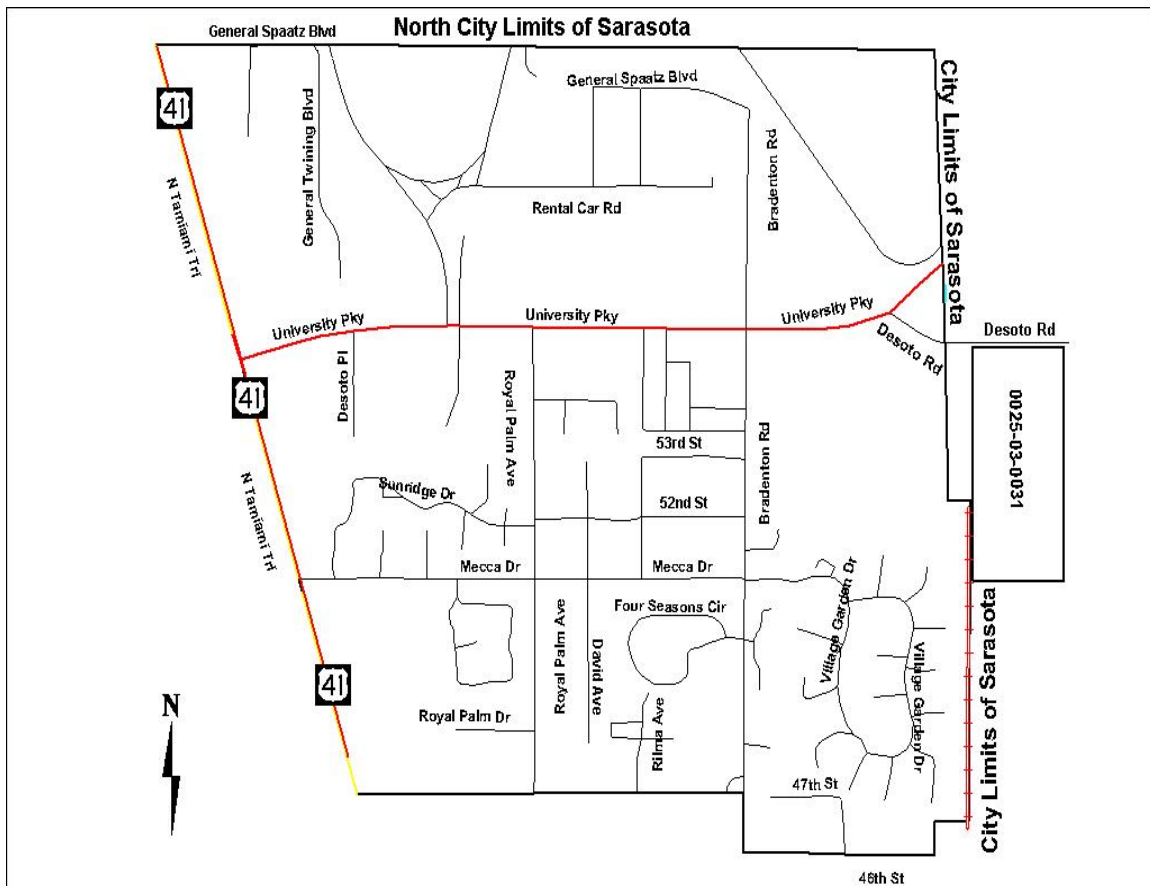 North City Limits of Sarasota
General Spaatz Blvd
General Spaatz Blvd
41
General Twining Blvd
City Limits of Sarasota
Bradenton Rd
N Tamiami Trl
Rental Car Rd
University Pky
University Pky
University Pky
Desoto Rd
Desoto Rd
Desoto Pl
41
Royal Palm Ave
0025-03-0031
53rd St
Bradenton Rd
Sunridge Dr
N Tamiami Trl
52nd St
Mecca Dr
Mecca Dr
Four Seasons Cir
Village Garden Dr
Royal Palm Ave
David Ave
Village Garden Dr
City Limits of Sarasota
41
N
Royal Palm Dr
Rilma Ave
47th St
46th St